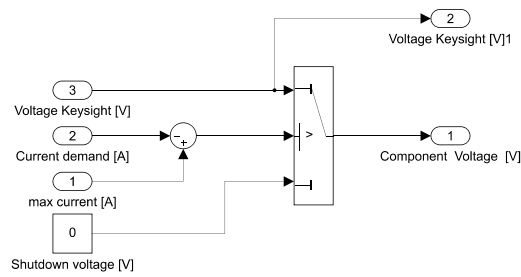 2
Voltage Keysight [V]1
3
Voltage Keysight [V]
2
Current demand [A]
-
+
>
1
Component Voltage [V]
1
max current [A]
0
Shutdown voltage [V]